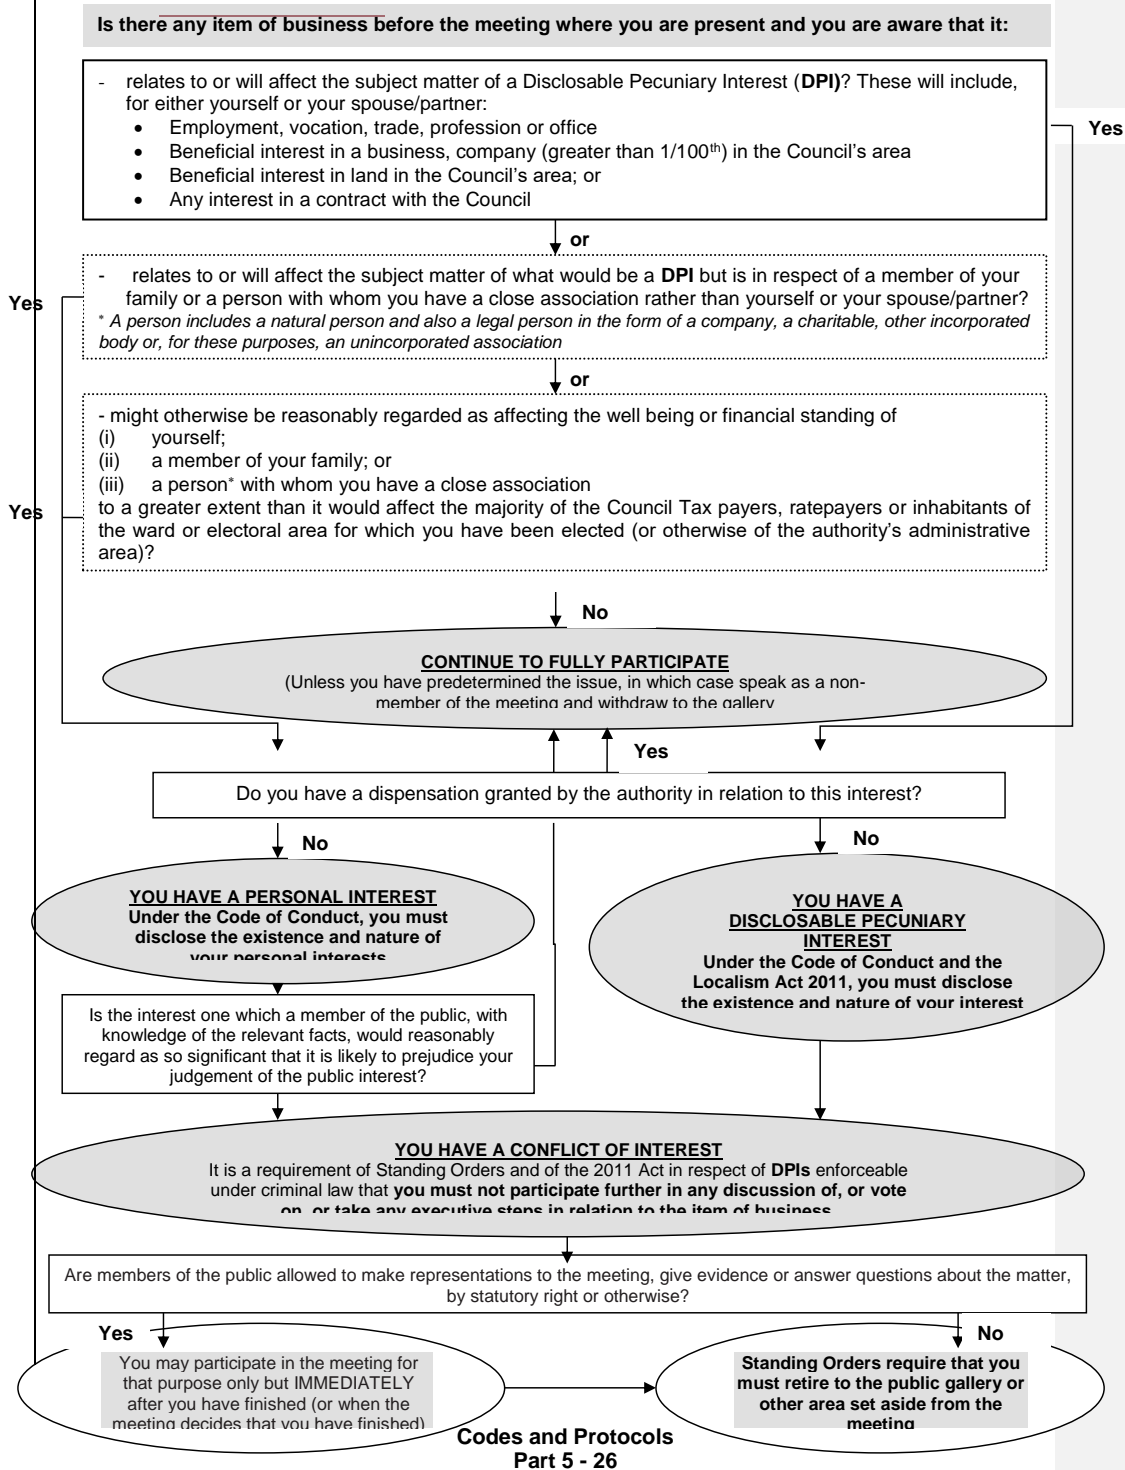 Is there any item of business before the meeting where you are present and you are aware that it:
- relates to or will affect the subject matter of a Disclosable Pecuniary Interest (DPI)? These will include,
for either yourself or your spouse/partner:
• Employment, vocation, trade, profession or office
• Beneficial interest in a business, company (greater than 1/100th) in the Council's area
• Beneficial interest in land in the Council's area; or
• Any interest in a contract with the Council
Yes
or
- relates to or will affect the subject matter of what would be a DPI but is in respect of a member of your
family or a person with whom you have a close association rather than yourself or your spouse/partner?
* A person includes a natural person and also a legal person in the form of a company, a charitable, other incorporated
body or, for these purposes, an unincorporated association
Yes
or
- might otherwise be reasonably regarded as affecting the well being or financial standing of
(i) yourself;
(ii) a member of your family; or
(iii) a person* with whom you have a close association
to a greater extent than it would affect the majority of the Council Tax payers, ratepayers or inhabitants of
the ward or electoral area for which you have been elected (or otherwise of the authority's administrative
area)?
Yes
No
CONTINUE TO FULLY PARTICIPATE
(Unless you have predetermined the issue, in which case speak as a non-
member of the meeting and withdraw to the gallery
Yes
Do you have a dispensation granted by the authority in relation to this interest?
No
No
YOU HAVE A PERSONAL INTEREST
Under the Code of Conduct, you must
disclose the existence and nature of
your personal interests
YOU HAVE A
DISCLOSABLE PECUNIARY
INTEREST
Under the Code of Conduct and the
Localism Act 2011, you must disclose
the existence and nature of your interest
Is the interest one which a member of the public, with
knowledge of the relevant facts, would reasonably
regard as so significant that it is likely to prejudice your
judgement of the public interest?
YOU HAVE A CONFLICT OF INTEREST
It is a requirement of Standing Orders and of the 2011 Act in respect of DPIs enforceable
under criminal law that you must not participate further in any discussion of, or vote
on, or take any executive steps in relation to the item of business
Are members of the public allowed to make representations to the meeting, give evidence or answer questions about the matter,
by statutory right or otherwise?
Yes
No
You may participate in the meeting for
that purpose only but IMMEDIATELY
after you have finished (or when the
meeting decides that you have finished)
Standing Orders require that you
must retire to the public gallery or
other area set aside from the
meeting
Codes and Protocols
Part 5 - 26